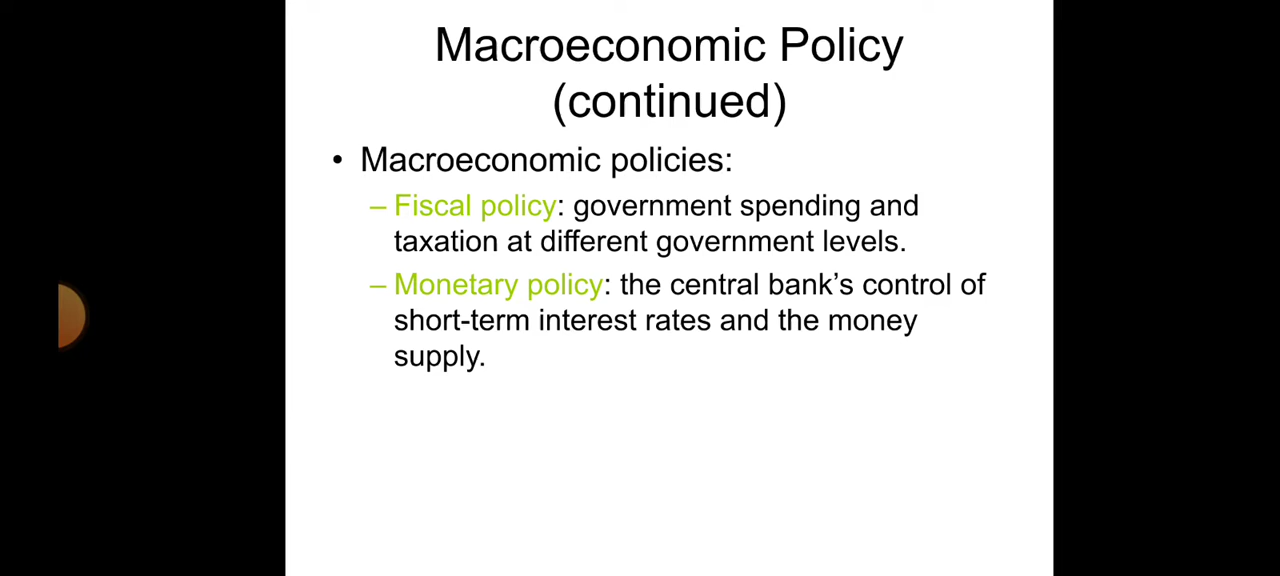 Macroeconomic Policy
(continued)
• Macroeconomic policies:
– Fiscal policy: government spending and
taxation at different government levels.
– Monetary policy: the central bank’s control of
short-term interest rates and the money
supply.